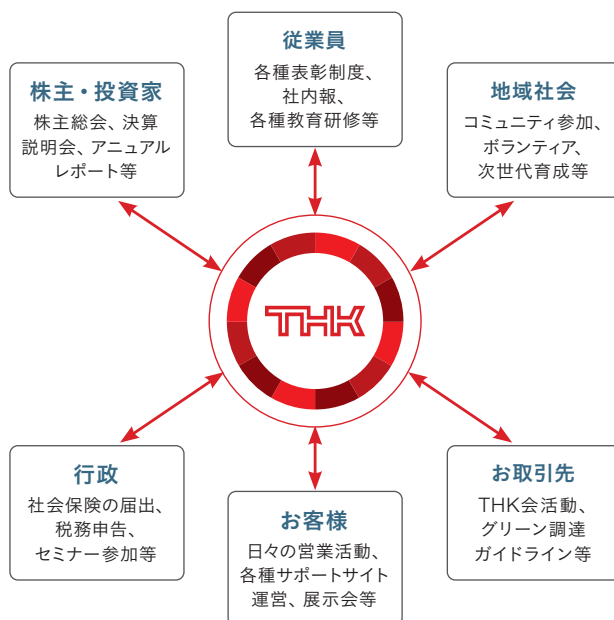 従業員
各種表彰制度、
社内報、
各種教育研修等
株主・投資家
株主総会、決算
説明会、アニュアル
レポート等
地域社会
コミュニティ参加、
ボランティア、
次世代育成等
THK
行政
社会保険の届出、
税務申告、
セミナー参加等
お客様
日々の営業活動、
各種サポートサイト
運営、展示会等
お取引先
THK会活動、
グリーン調達
ガイドライン等